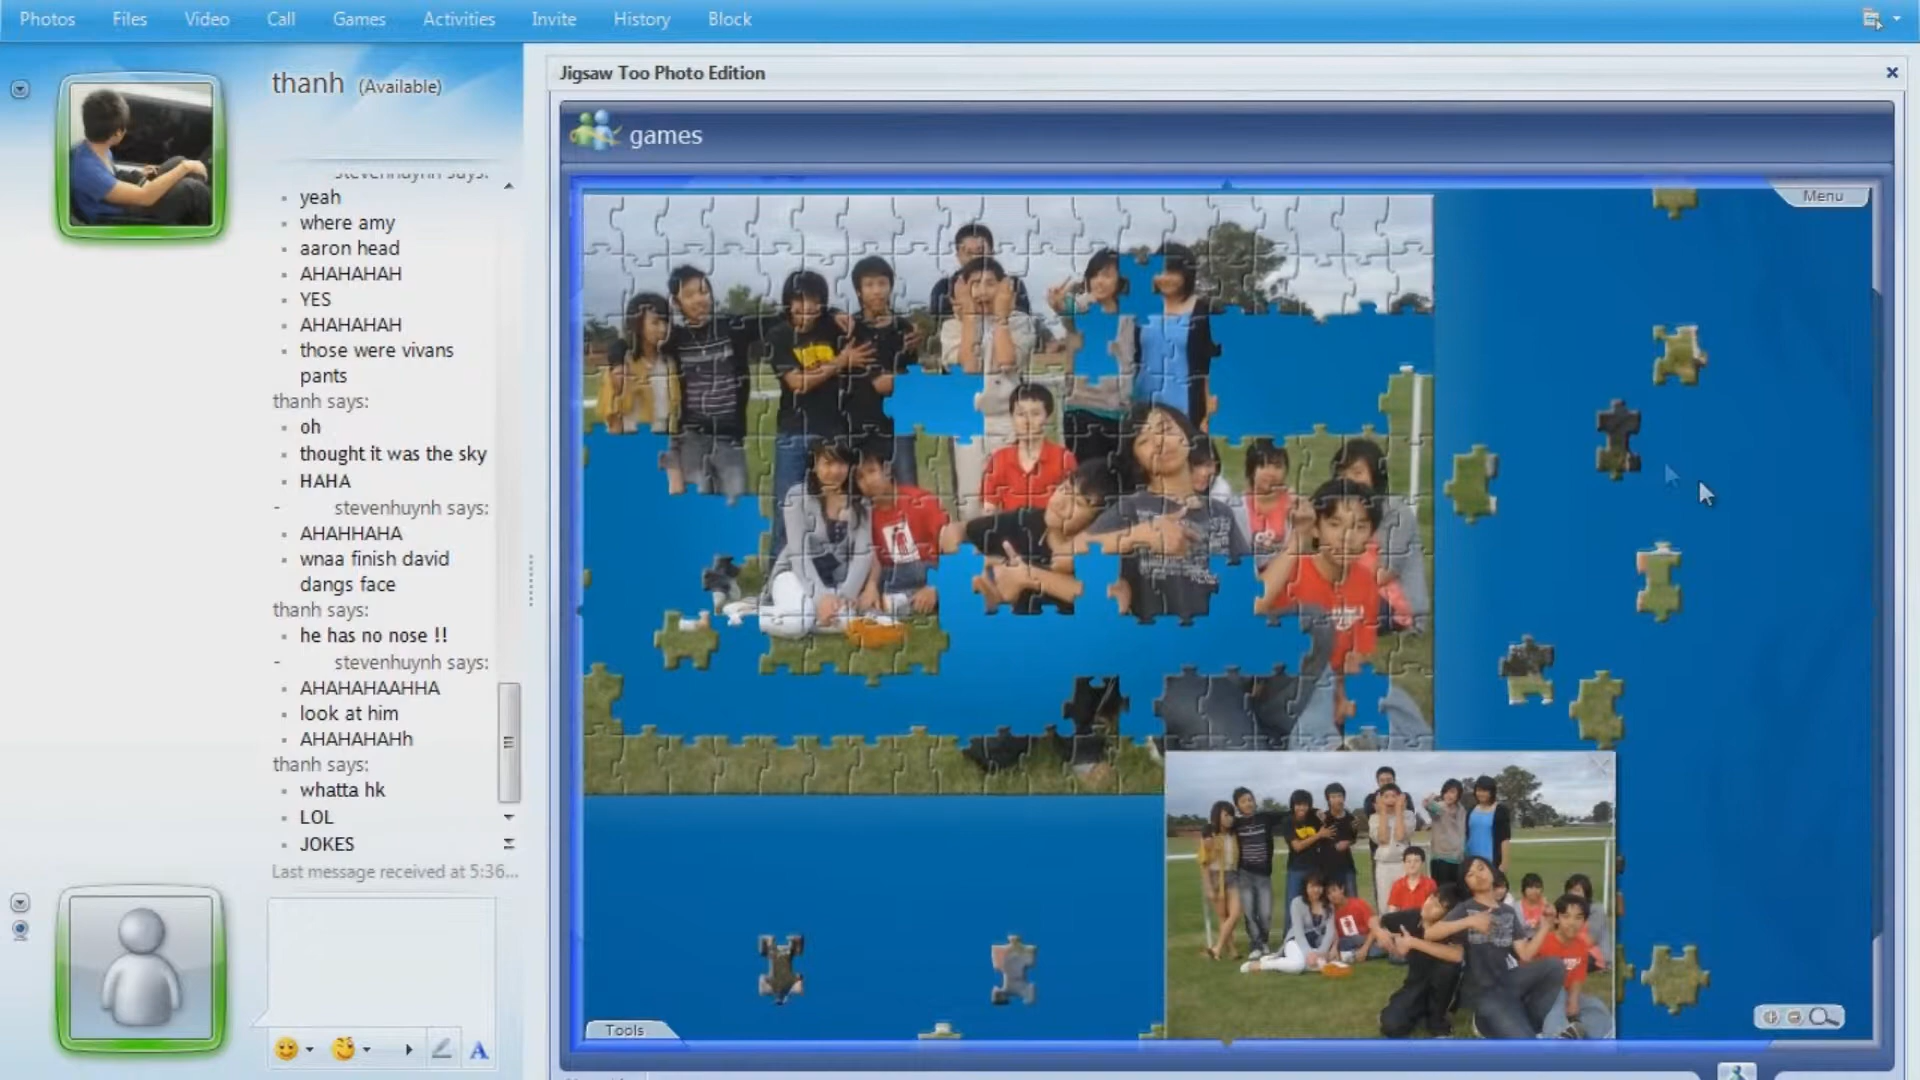 Photos Files Video Call Games Activities Invite History Block
thanh (Available)
stevenhuynh says:
yeah
where amy
aaron head
AHAHAHAH
YES
AHAHAHAH
those were vivans
pants
thanh says:
oh
thought it was the sky
HAHA
- stevenhuynh says:
AHAHHAHA
wnaa finish david
dangs face
thanh says:
he has no nose !!
- stevenhuynh says:
AHAHAHAAHHA
look at him
AHAHAHAHh
thanh says:
whatta hk
LOL
JOKES
Last message received at 5:36...
A
Jigsaw Too Photo Edition
games
Menu
Tools